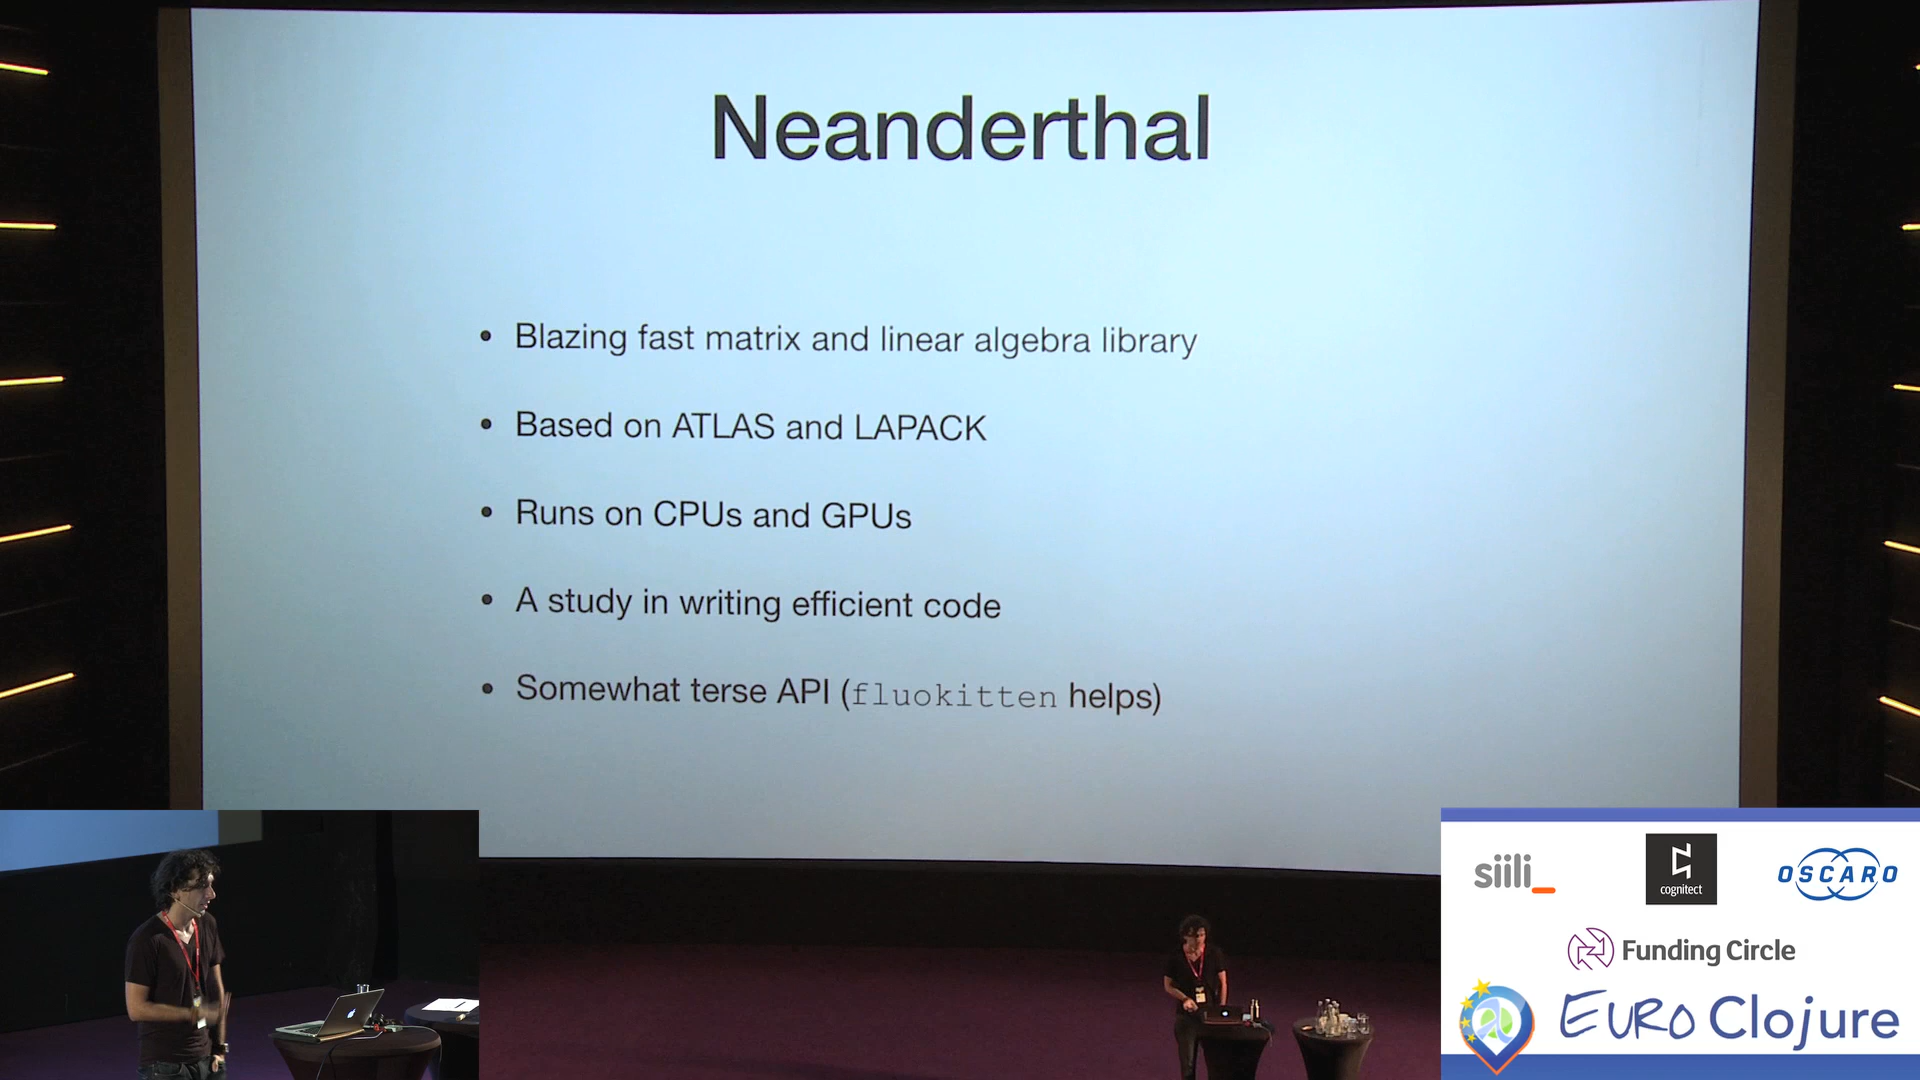 Neanderthal
• Blazing fast matrix and linear algebra library
• Based on ATLAS and LAPACK
• Runs on CPUs and GPUs
• A study in writing efficient code
• Somewhat terse API (fluokitten helps)
siili_
cognitect
OSCARO
Funding Circle
EURO Clojure